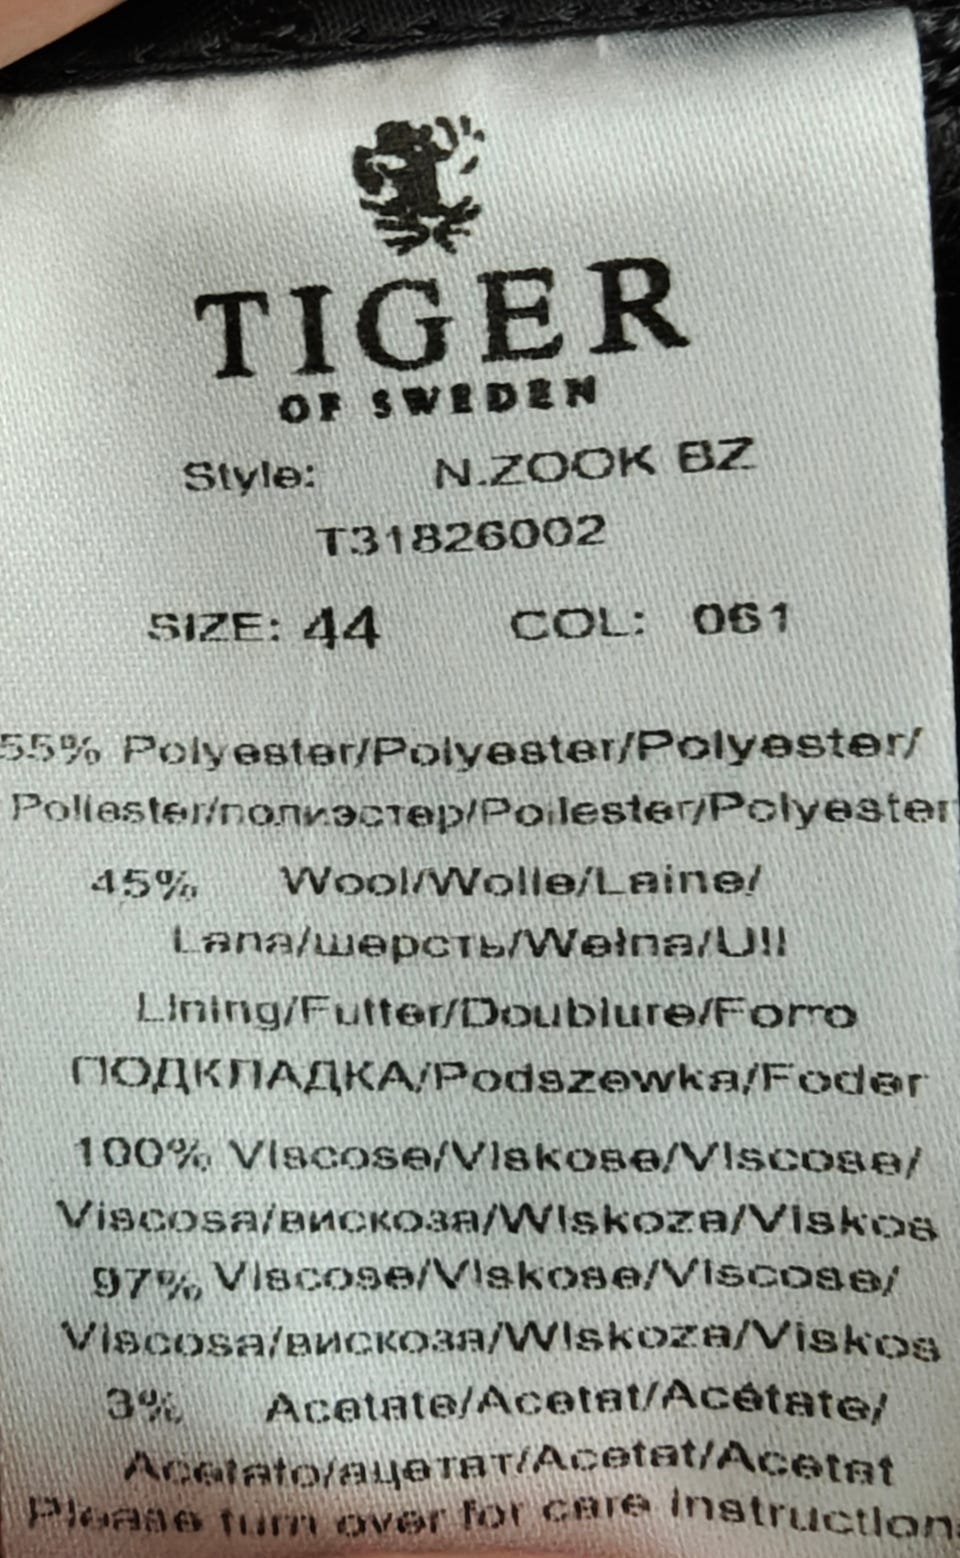 TIGER
OF SWEDEN
Style: N.ZOOK BZ
T31826002
SIZE: 44 COL: 061
55% Polyester/Polyester/Polyester/
Poliester/полиэстер/Poliester/Polyester
45% Wool/Wolle/Laine/
Lana/шерсть/Wełna/Ull
Lining/Futter/Doublure/Forro
ПОДКЛАДКА/Podszewka/Foder
100% Viscose/Viskose/Viscose/
Viscosa/вискоза/Wiskoza/Viskos
97% Viscose/Viskose/Viscose/
Viscosa/вискоза/Wiskoza/Viskos
3% Acetate/Acetat/Acétate/
Acetato/ацетат/Acetat/Acetat
Please turn over for care instructions